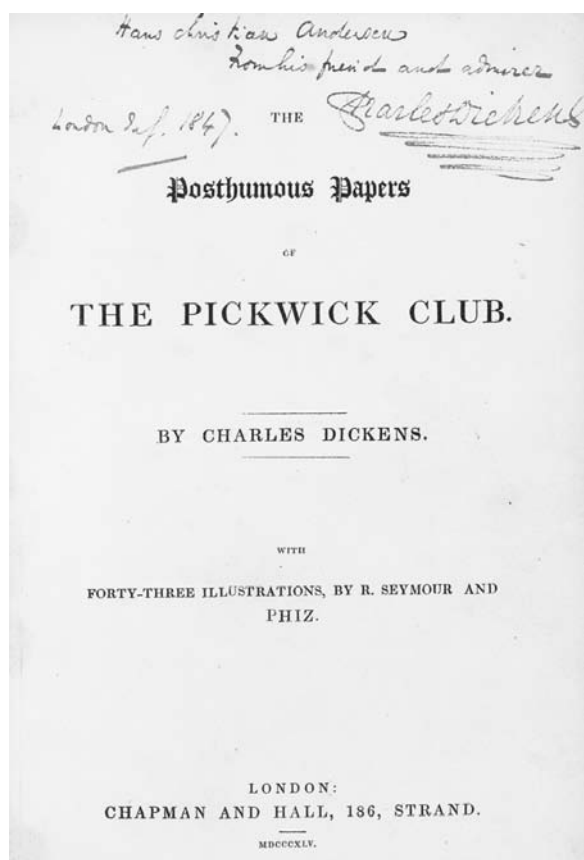 Hans Christian Andersen
From his friend and admirer
Charles Dickens
London July. 1847.
THE
Posthumous Papers
OF
THE PICKWICK CLUB.
BY CHARLES DICKENS.
WITH
FORTY-THREE ILLUSTRATIONS, BY R. SEYMOUR AND
PHIZ.
LONDON:
CHAPMAN AND HALL, 186, STRAND.
MDCCCXLV.